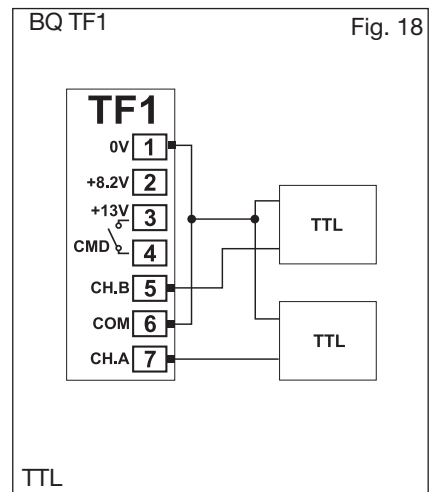 BQ TF1
Fig. 18
TF1
0V 1
+8.2V 2
+13V 3
CMD 4
CH.B 5
COM 6
CH.A 7
TTL
TTL
TTL